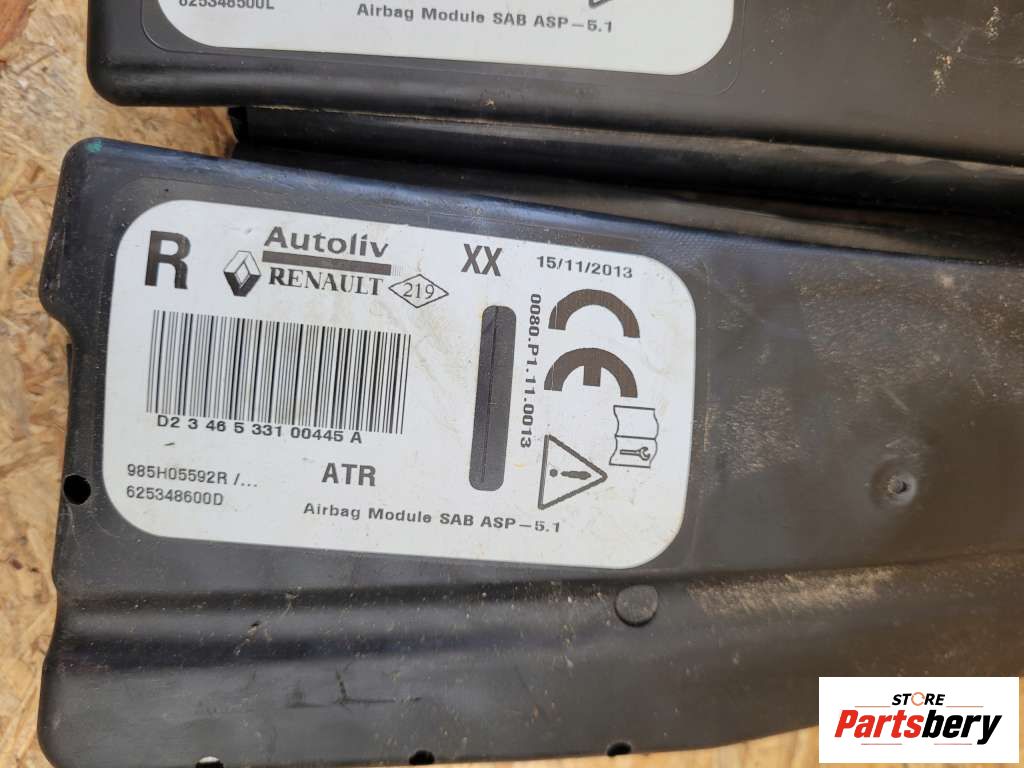 625348500L
Airbag Module SAB ASP-5.1
R
Autoliv
RENAULT
219
XX
15/11/2013
0080.P1.11.0013
CE
D2 3 46 5 331 00445 A
985H05592R /...
625348600D
ATR
Airbag Module SAB ASP-5.1
STORE
Partsbery